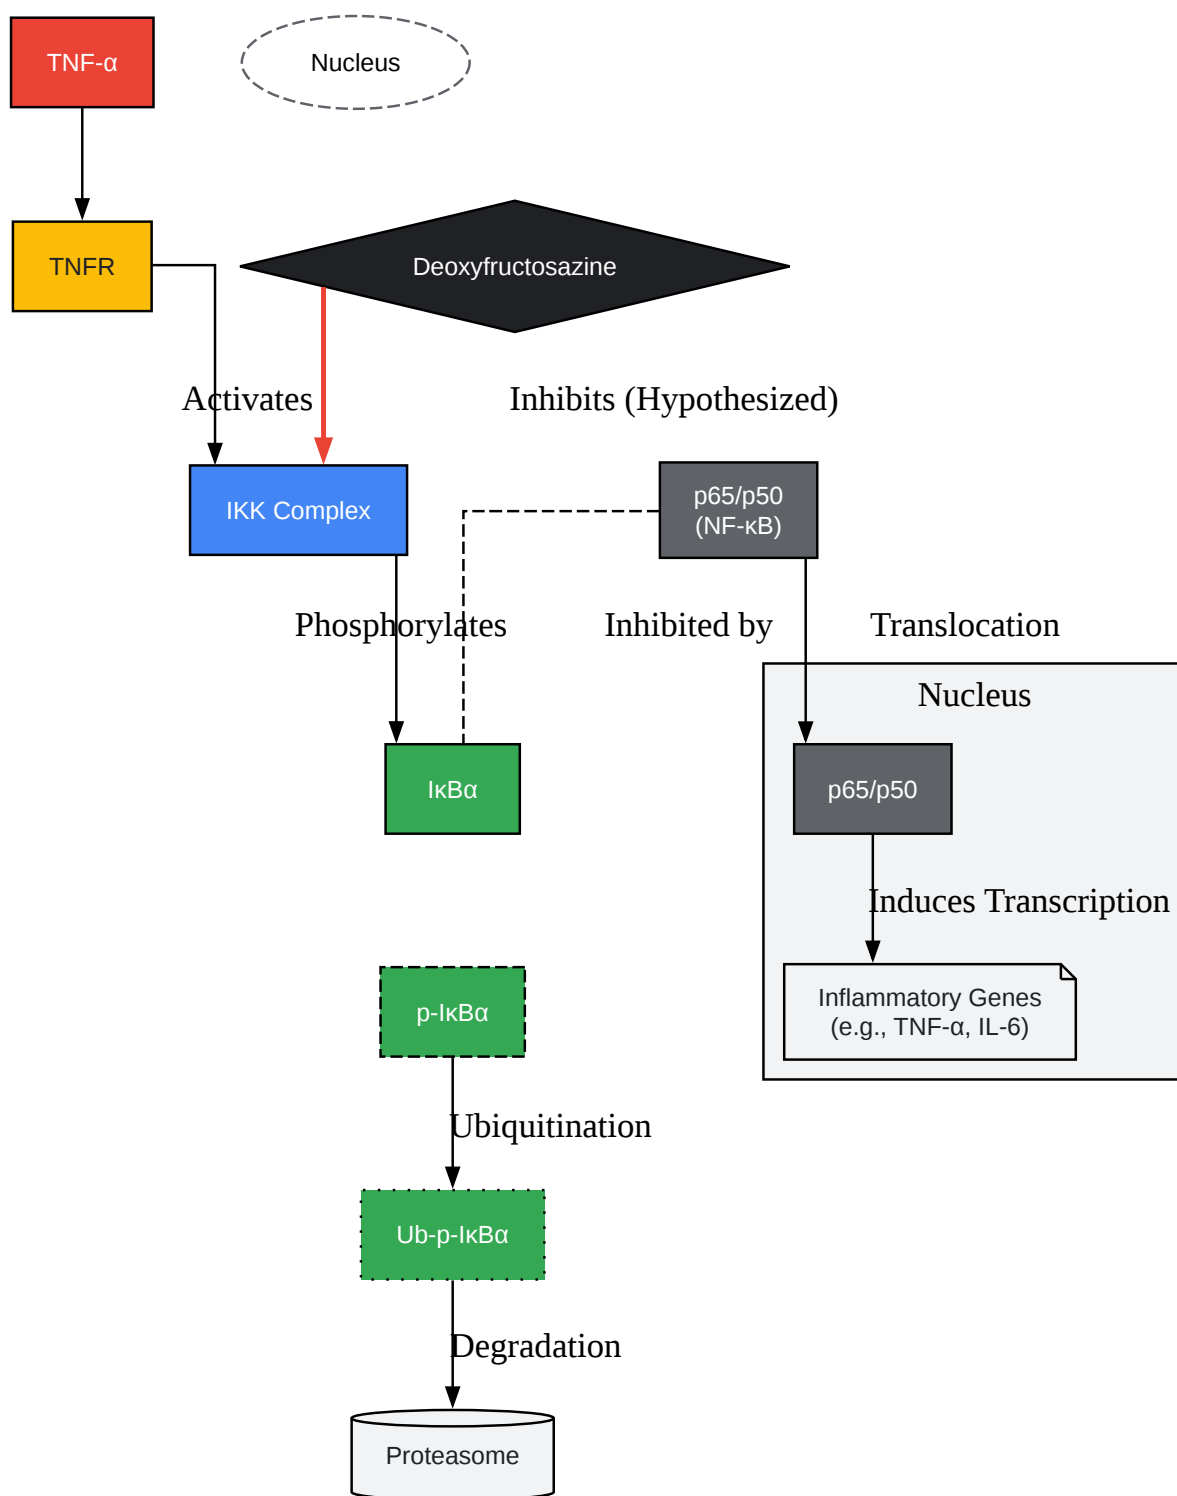 TNF-α
Nucleus
TNFR
Deoxyfructosazine
Activates
Inhibits (Hypothesized)
IKK Complex
p65/p50
(NF-κB)
Phosphorylates
Inhibited by
Translocation
Nucleus
IκBα
p65/p50
Induces Transcription
p-IκBα
Inflammatory Genes
(e.g., TNF-α, IL-6)
Ubiquitination
Ub-p-IκBα
Degradation
Proteasome